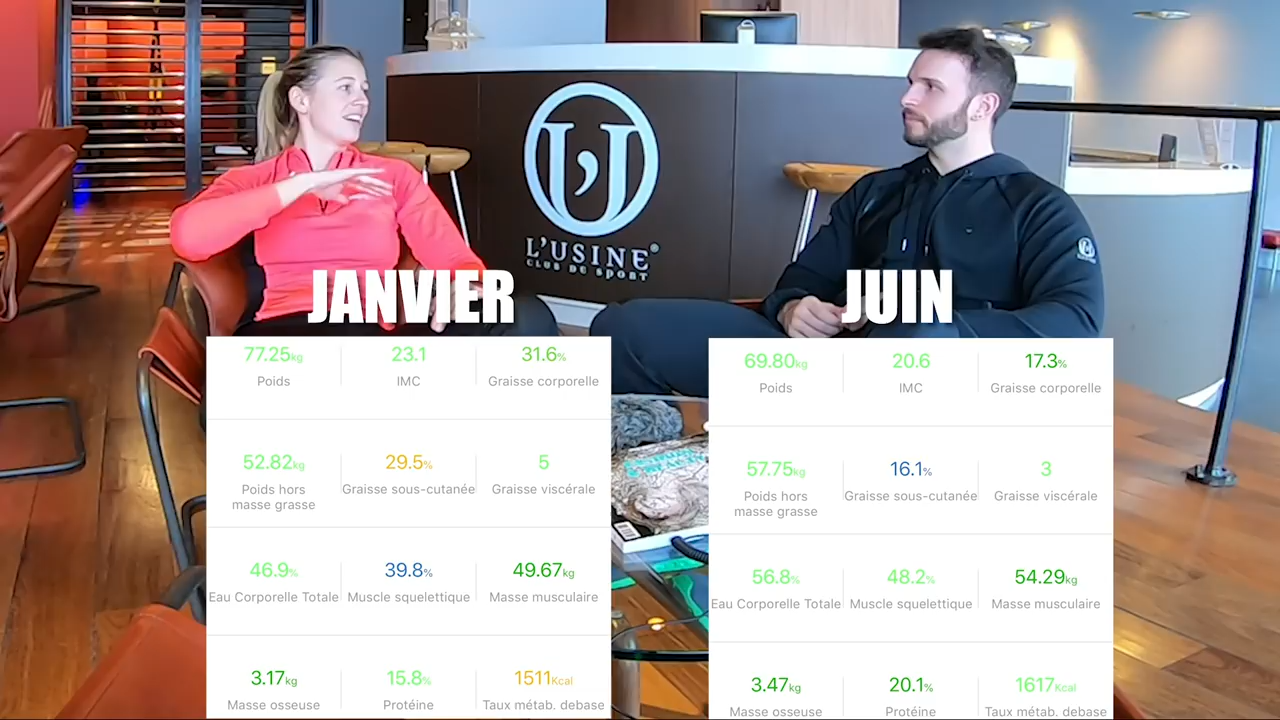 U
L'USINE®
CLUB DE SPORT
JANVIER
77.25kg 23.1 31.6%
Poids IMC Graisse corporelle
52.82kg 29.5% 5
Poids hors masse grasse Graisse sous-cutanée Graisse viscérale
46.9% 39.8% 49.67kg
Eau Corporelle Totale Muscle squelettique Masse musculaire
3.17kg 15.8% 1511Kcal
Masse osseuse Protéine Taux métab. debase
JUIN
69.80kg 20.6 17.3%
Poids IMC Graisse corporelle
57.75kg 16.1% 3
Poids hors masse grasse Graisse sous-cutanée Graisse viscérale
56.8% 48.2% 54.29kg
Eau Corporelle Totale Muscle squelettique Masse musculaire
3.47kg 20.1% 1617Kcal
Masse osseuse Protéine Taux métab. debase